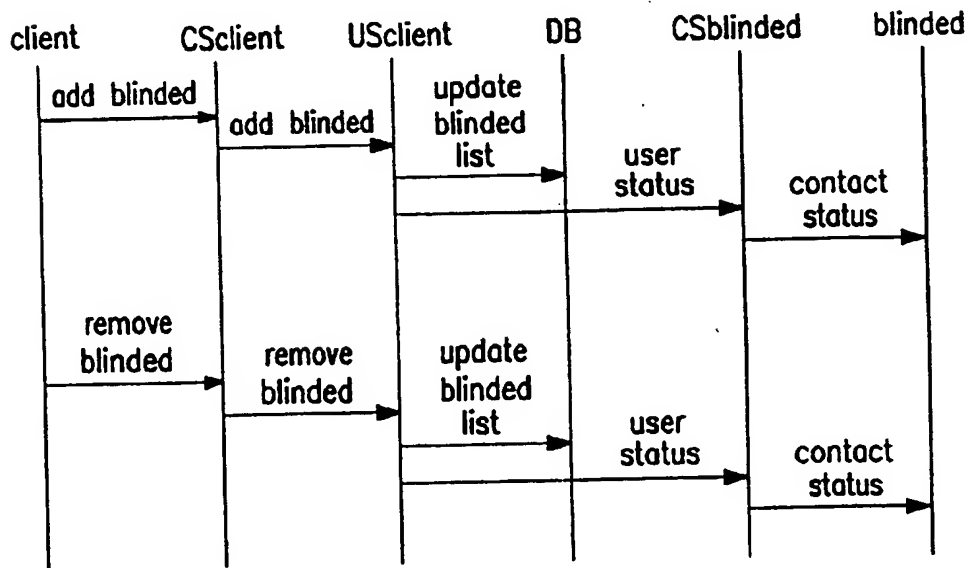 client CSclient USclient DB CSblinded blinded
add blinded
add blinded
update
blinded
list
user
status
contact
status
remove
blinded
remove
blinded
update
blinded
list
user
status
contact
status